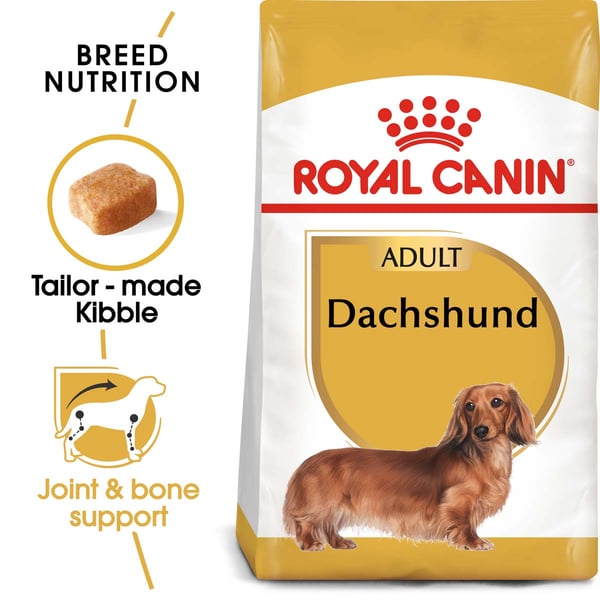 BREED
NUTRITION
Tailor - made
Kibble
Joint & bone
support
ROYAL CANIN®
ADULT
Dachshund